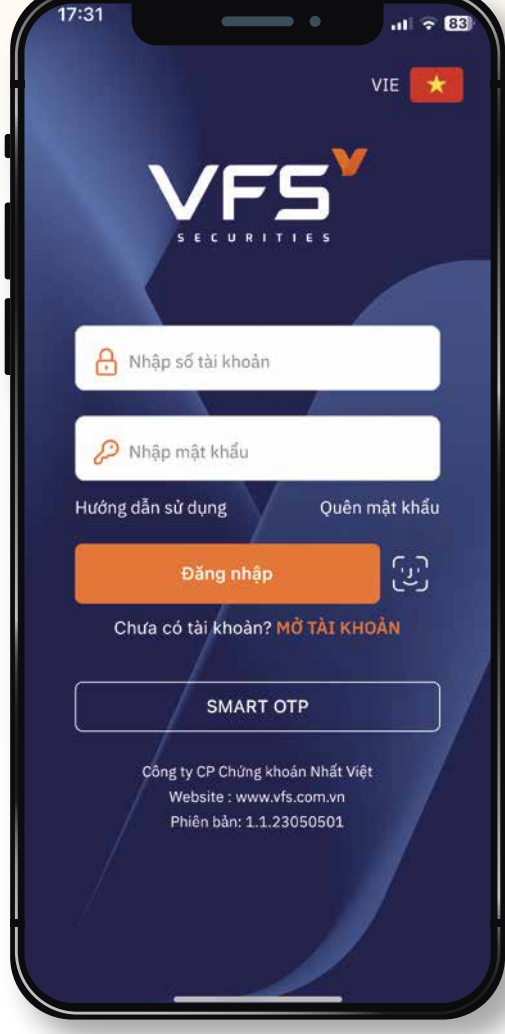 17:31
83
VIE
VFS
SECURITIES
Nhập số tài khoản
Nhập mật khẩu
Hướng dẫn sử dụng Quên mật khẩu
Đăng nhập
Chưa có tài khoản? MỞ TÀI KHOẢN
SMART OTP
Công ty CP Chứng khoán Nhất Việt
Website : www.vfs.com.vn
Phiên bản: 1.1.23050501